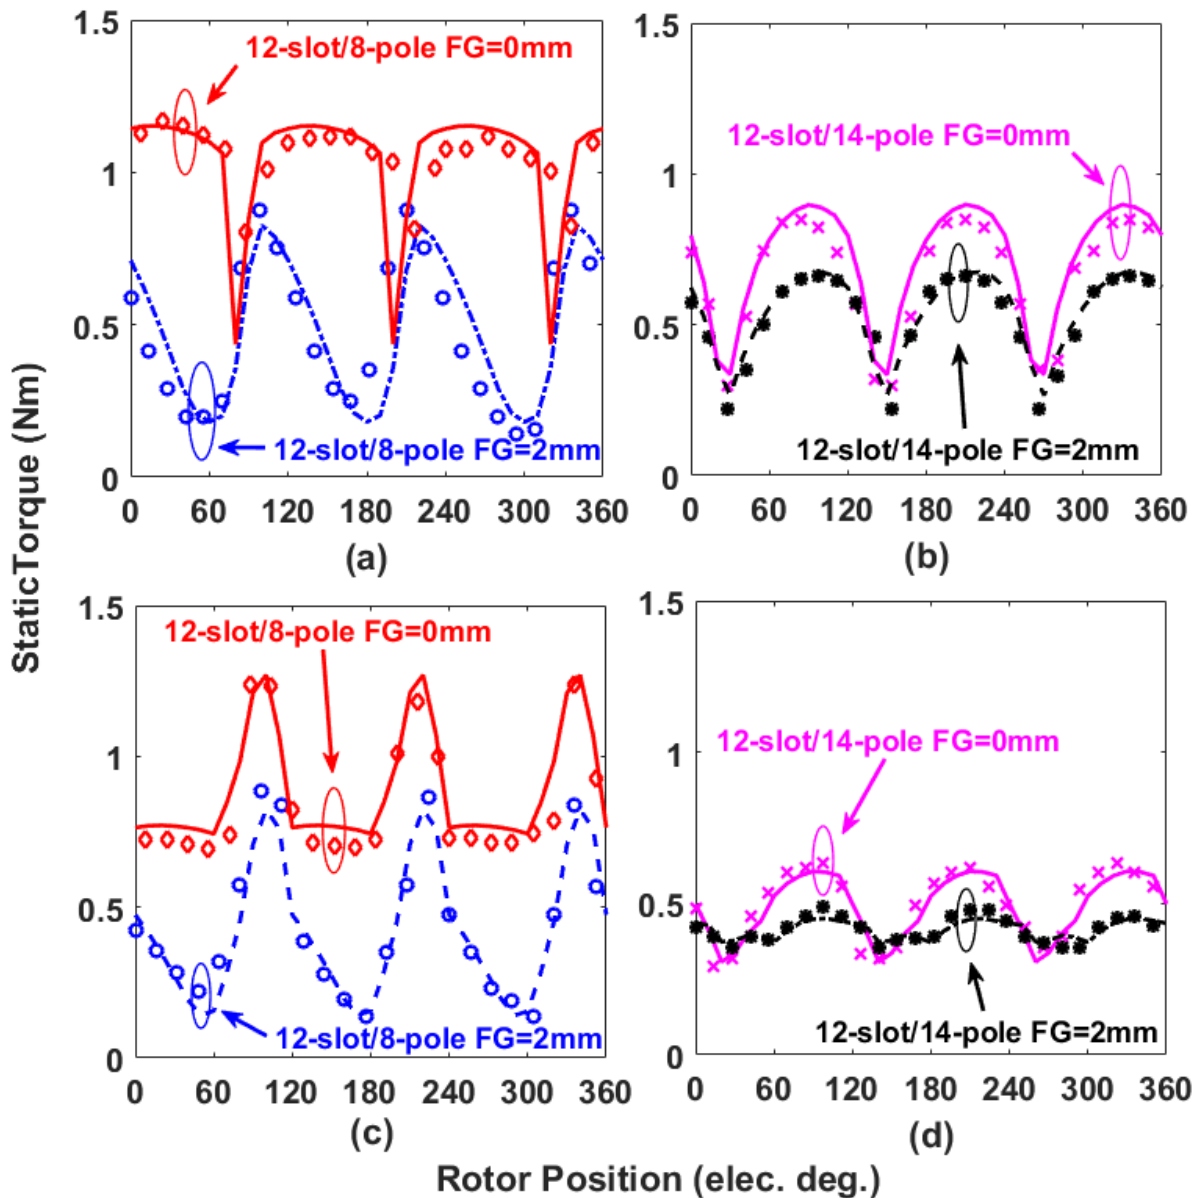 StaticTorque (Nm)
1.5
1
0.5
0
12-slot/8-pole FG=0mm
12-slot/8-pole FG=2mm
0 60 120 180 240 300 360
(a)
1.5
1
0.5
0
12-slot/14-pole FG=0mm
12-slot/14-pole FG=2mm
0 60 120 180 240 300 360
(b)
1.5
1
0.5
0
12-slot/8-pole FG=0mm
12-slot/8-pole FG=2mm
0 60 120 180 240 300 360
(c)
1.5
1
0.5
0
12-slot/14-pole FG=0mm
12-slot/14-pole FG=2mm
0 60 120 180 240 300 360
(d)
Rotor Position (elec. deg.)